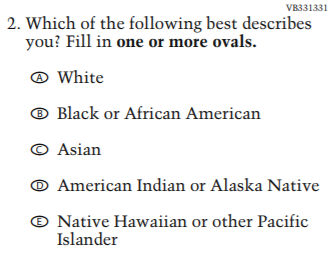 VB331331
2. Which of the following best describes
you? Fill in one or more ovals.
A White
B Black or African American
C Asian
D American Indian or Alaska Native
E Native Hawaiian or other Pacific
Islander